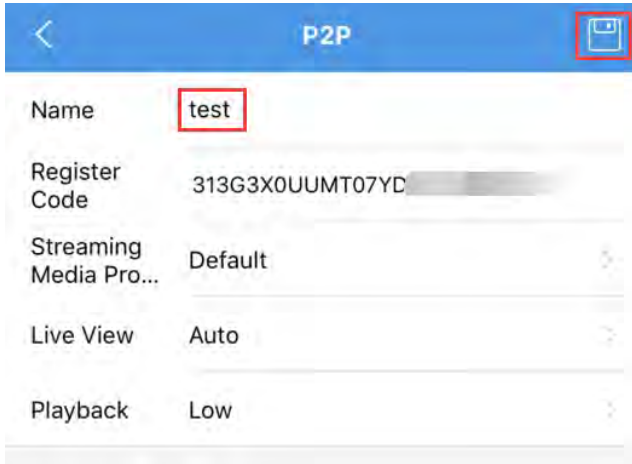 P2P
Name test
Register
Code
313G3X0UUMT07YD
Streaming
Media Pro...
Default
Live View Auto
Playback Low